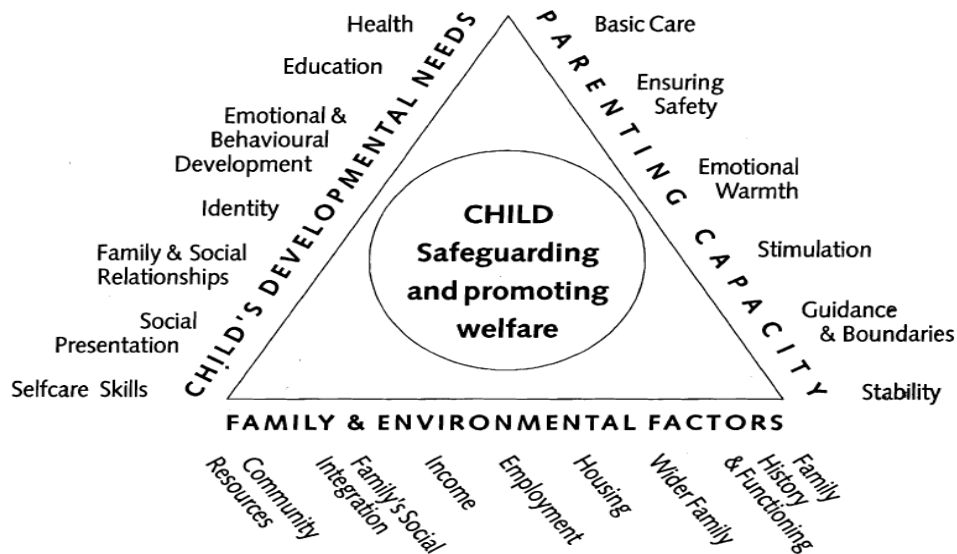 Health
Education
Emotional &
Behavioural
Development
Identity
Family & Social
Relationships
Social
Presentation
Selfcare Skills
CHILD'S DEVELOPMENTAL NEEDS
CHILD
Safeguarding
and promoting
welfare
PARENTING CAPACITY
Basic Care
Ensuring
Safety
Emotional
Warmth
Stimulation
Guidance
& Boundaries
Stability
FAMILY & ENVIRONMENTAL FACTORS
Community
Resources
Family's Social
Integration
Income
Employment
Housing
Wider Family
Family
History
& Functioning